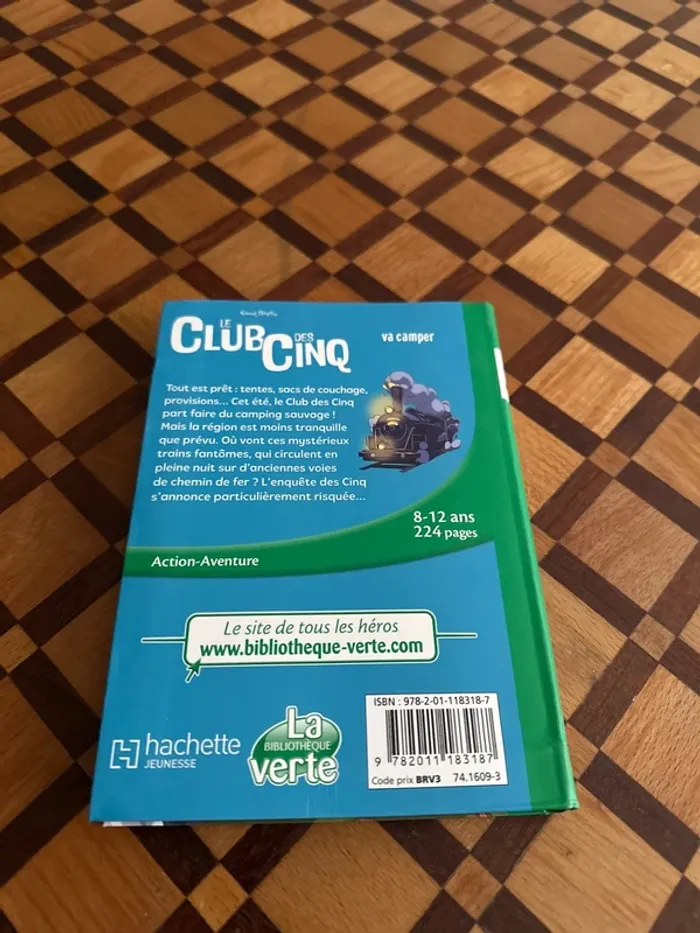 Enid Blyton
LE CLUB DES CINQ
va camper
Tout est prêt : tentes, sacs de couchage,
provisions... Cet été, le Club des Cinq
part faire du camping sauvage !
Mais la région est moins tranquille
que prévu. Où vont ces mystérieux
trains fantômes, qui circulent en
pleine nuit sur d'anciennes voies
de chemin de fer ? L'enquête des Cinq
s'annonce particulièrement risquée...
8-12 ans
224 pages
Action-Aventure
Le site de tous les héros
www.bibliotheque-verte.com
hachette
JEUNESSE
La
BIBLIOTHÈQUE
verte
ISBN : 978-2-01-118318-7
9 782011 183187
Code prix BRV3 74.1609-3